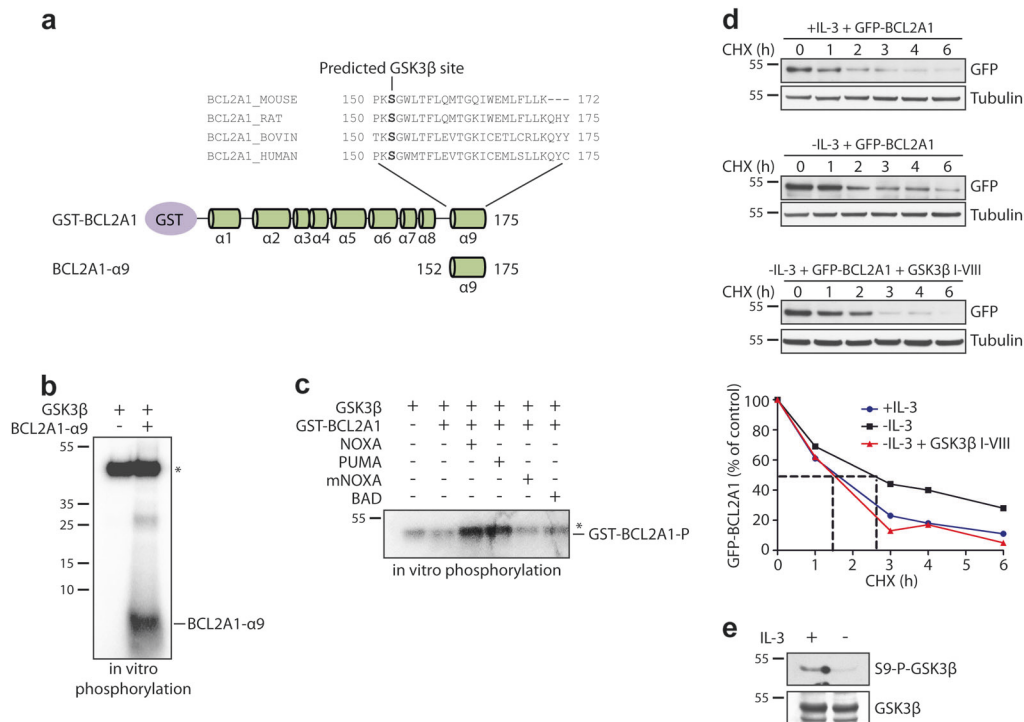 a
Predicted GSK3β site
BCL2A1_MOUSE 150 PKSGWLTFLQMTGQIWEMLFLLK--- 172
BCL2A1_RAT 150 PKSGWLTFLQMTGQIWEMLFLLKQHY 175
BCL2A1_BOVIN 150 TKSGWLTFLEVTGKICETLCRLKQYY 175
BCL2A1_HUMAN 150 PKSGWMTFLEVTGKICEMLSLLKQYC 175
GST-BCL2A1 GST 175
α1 α2 α3 α4 α5 α6 α7 α8 α9
BCL2A1-α9 152 175
α9
b
GSK3β + +
BCL2A1-α9 - +
55
*
35
25
15
10
BCL2A1-α9
in vitro
phosphorylation
c
GSK3β + + + + + +
GST-BCL2A1 - + + + + +
NOXA - - + - - -
PUMA - - - + - -
mNOXA - - - - + -
BAD - - - - - +
55
*
GST-BCL2A1-P
in vitro phosphorylation
d
+IL-3 + GFP-BCL2A1
CHX (h) 0 1 2 3 4 6
55
GFP
55
Tubulin
-IL-3 + GFP-BCL2A1
CHX (h) 0 1 2 3 4 6
55
GFP
55
Tubulin
-IL-3 + GFP-BCL2A1 + GSK3β I-VIII
CHX (h) 0 1 2 3 4 6
55
GFP
55
Tubulin
GFP-BCL2A1 (% of control)
100
80
60
40
20
0
+IL-3
-IL-3
-IL-3 + GSK3β I-VIII
0 1 2 3 4 5 6
CHX (h)
e
IL-3 + -
55
S9-P-GSK3β
55
GSK3β